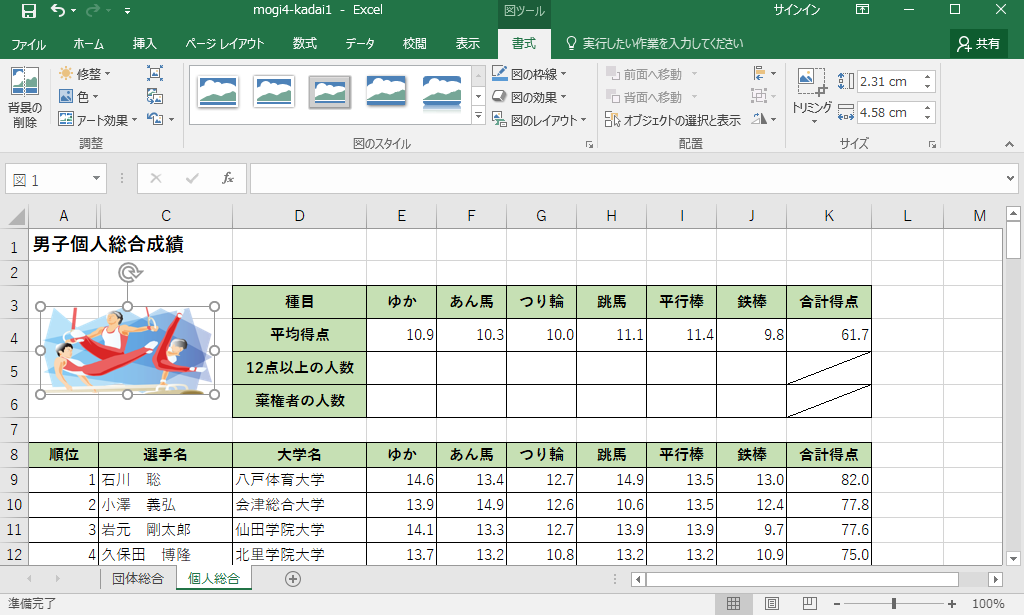 mogi4-kadai1 - Excel
図ツール
サインイン
ファイル ホーム 挿入 ページ レイアウト 数式 データ 校閲 表示 書式 実行したい作業を入力してください 共有
背景の
削除
修整
色
アート効果
調整
図の枠線
図の効果
図のレイアウト
図のスタイル
前面へ移動
背面へ移動
オブジェクトの選択と表示
配置
トリミング
2.31 cm
4.58 cm
サイズ
図 1
fx
A C D E F G H I J K L M
1 男子個人総合成績
2
3 種目 ゆか あん馬 つり輪 跳馬 平行棒 鉄棒 合計得点
4 平均得点 10.9 10.3 10.0 11.1 11.4 9.8 61.7
5 12点以上の人数
6 棄権者の人数
7
8 順位 選手名 大学名 ゆか あん馬 つり輪 跳馬 平行棒 鉄棒 合計得点
9 1 石川 聡 八戸体育大学 14.6 13.4 12.7 14.9 13.5 13.0 82.0
10 2 小澤 義弘 会津総合大学 13.9 14.9 12.6 10.6 13.5 12.4 77.8
11 3 岩元 剛太郎 仙田学院大学 14.1 13.3 12.7 13.9 13.9 9.7 77.6
12 4 久保田 博隆 北里学院大学 13.7 13.2 10.8 13.2 13.2 10.9 75.0
団体総合 個人総合
準備完了
100%